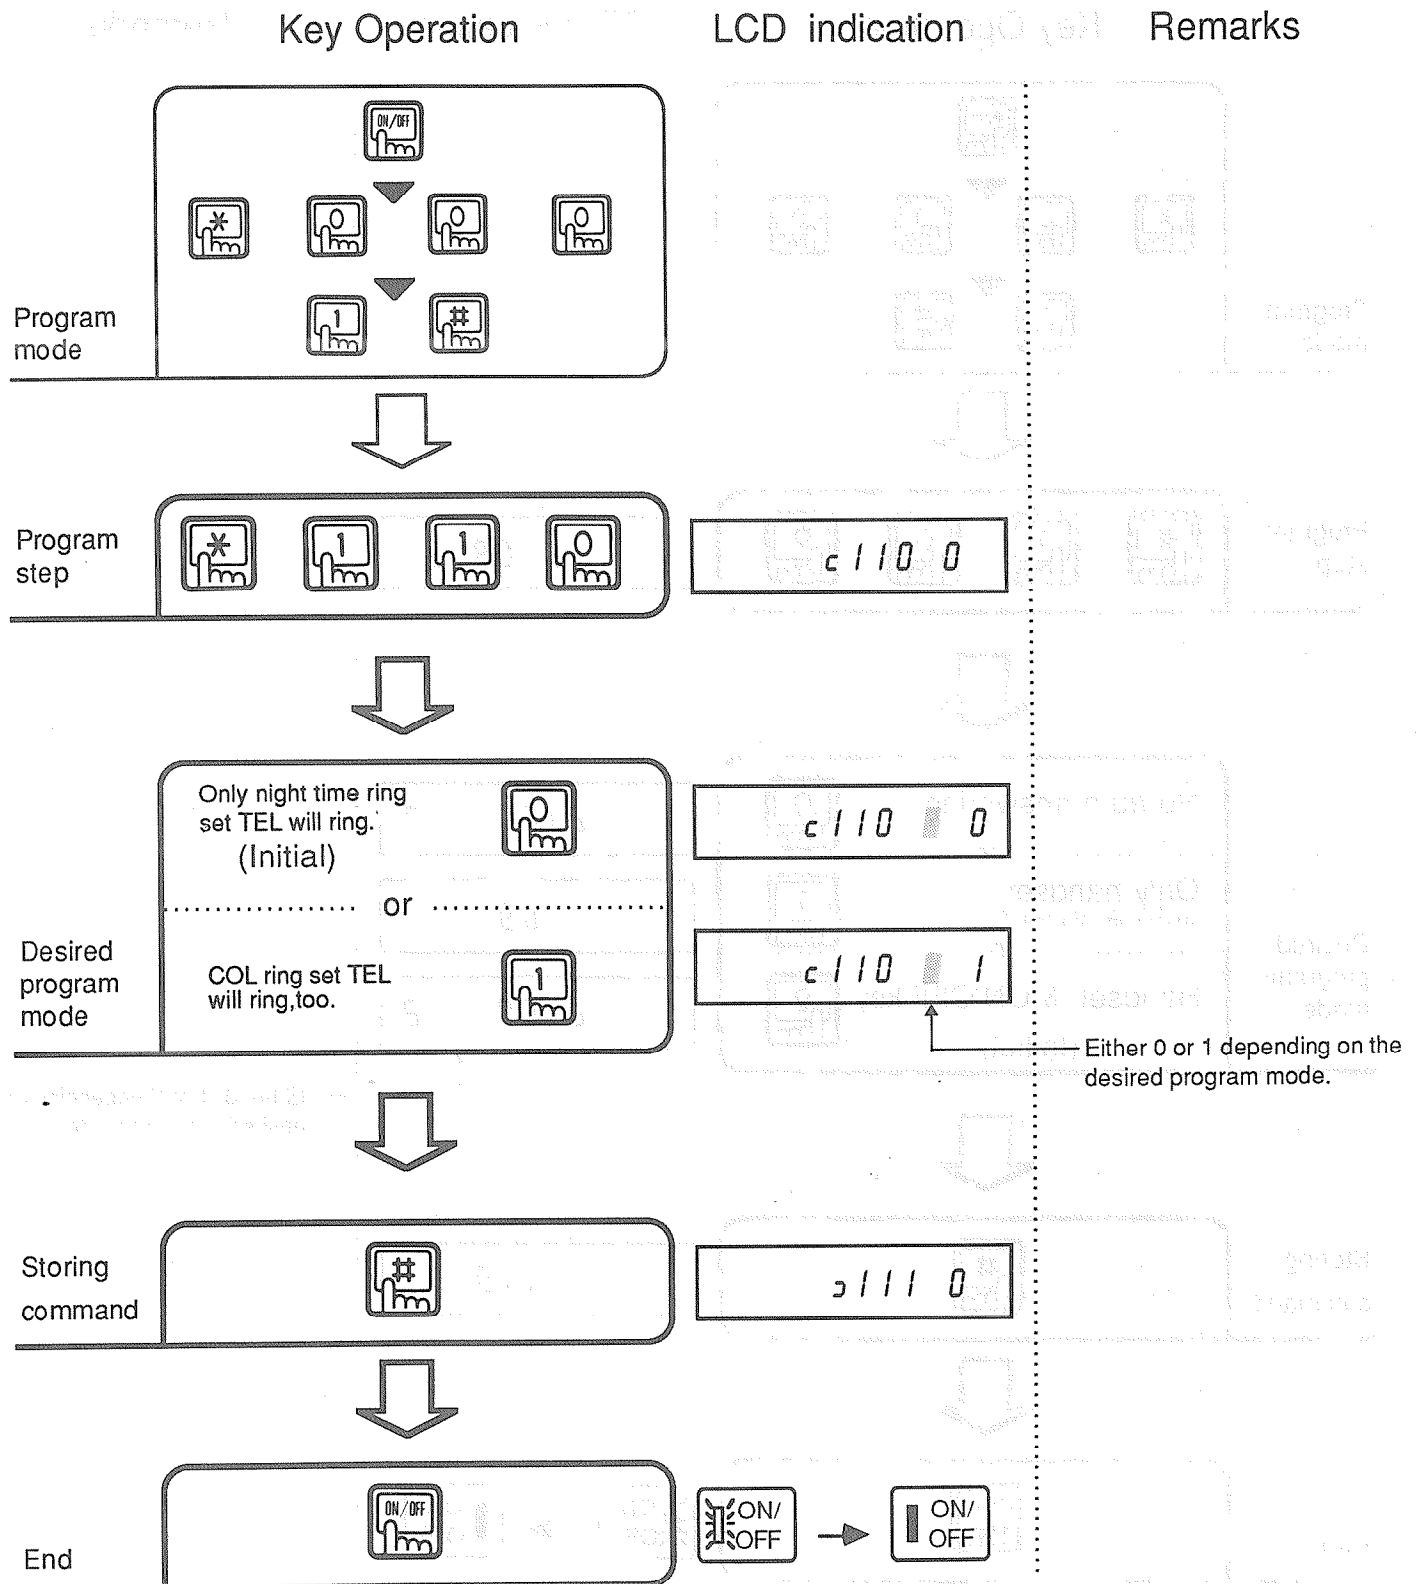 Key Operation LCD indication Remarks
ON/OFF
* 0 0 0
1 #
Program
mode
Program
step
* 1 1 0
c110 0
Only night time ring
set TEL will ring.
(Initial)
0
c110 0
or
Desired
program
mode
COL ring set TEL
will ring,too.
1
c110 1
Either 0 or 1 depending on the
desired program mode.
Storing
command
#
ɔ111 0
End
ON/OFF
ON/
OFF
ON/
OFF